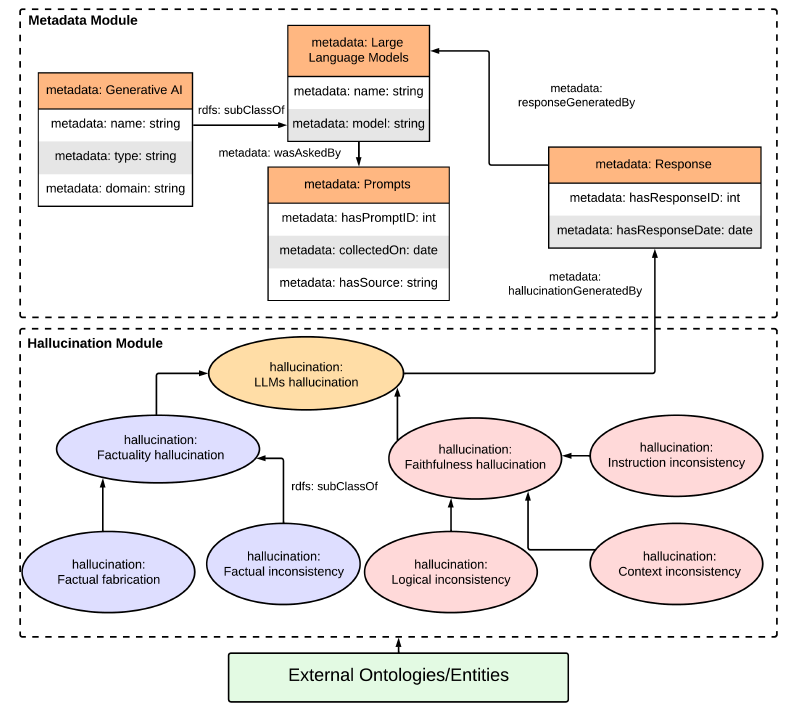 Metadata Module
metadata: Large
Language Models
metadata: name: string
metadata: model: string
metadata: Generative AI
metadata: name: string
metadata: type: string
metadata: domain: string
rdfs: subClassOf
metadata: wasAskedBy
metadata: Prompts
metadata: hasPromptID: int
metadata: collectedOn: date
metadata: hasSource: string
metadata:
responseGeneratedBy
metadata: Response
metadata: hasResponseID: int
metadata: hasResponseDate: date
metadata:
hallucinationGeneratedBy
Hallucination Module
hallucination:
LLMs hallucination
hallucination:
Factuality hallucination
hallucination:
Faithfulness hallucination
hallucination:
Instruction inconsistency
rdfs: subClassOf
hallucination:
Factual fabrication
hallucination:
Factual inconsistency
hallucination:
Logical inconsistency
hallucination:
Context inconsistency
External Ontologies/Entities